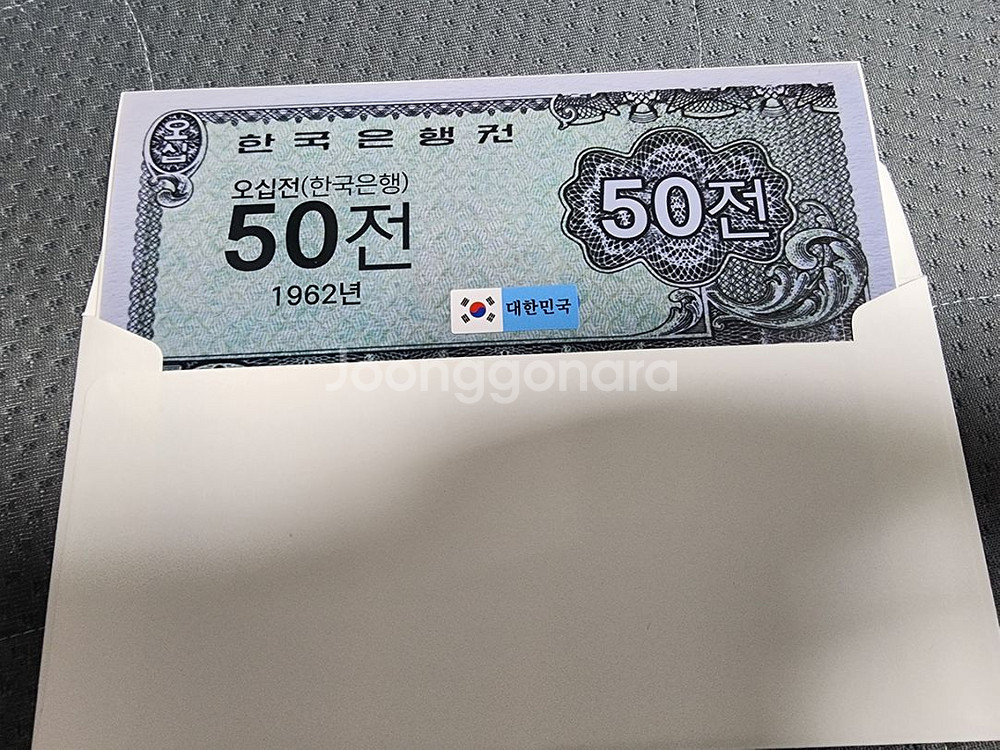 오십
한국은행권
오십전(한국은행)
50전
50전
1962년
대한민국
Joonggonara